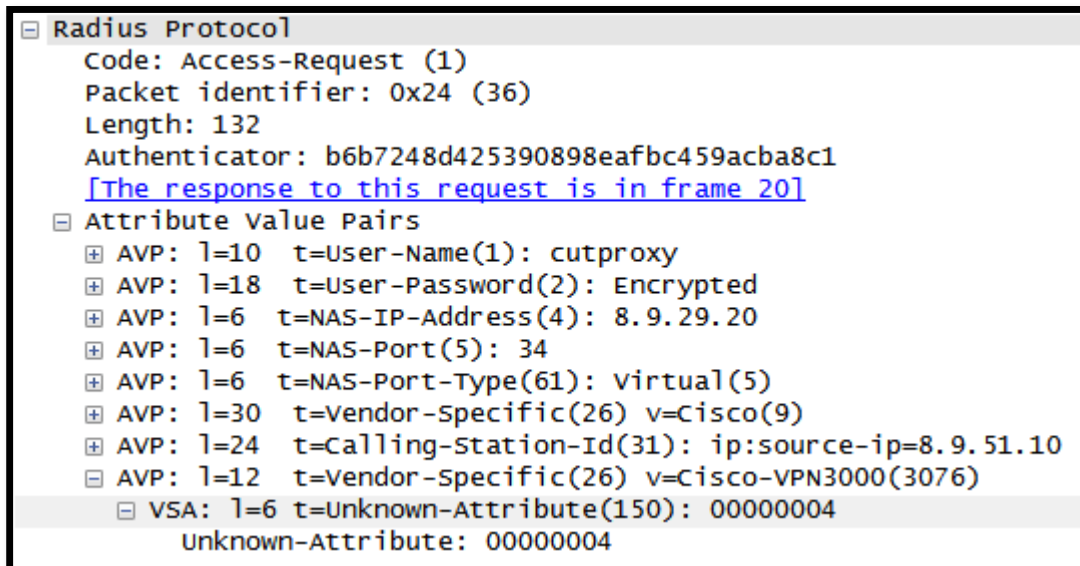 Radius Protocol
Code: Access-Request (1)
Packet identifier: 0x24 (36)
Length: 132
Authenticator: b6b7248d425390898eafbc459acba8c1
[The response to this request is in frame 20]
Attribute Value Pairs
AVP: l=10 t=User-Name(1): cutproxy
AVP: l=18 t=User-Password(2): Encrypted
AVP: l=6 t=NAS-IP-Address(4): 8.9.29.20
AVP: l=6 t=NAS-Port(5): 34
AVP: l=6 t=NAS-Port-Type(61): Virtual(5)
AVP: l=30 t=Vendor-Specific(26) v=Cisco(9)
AVP: l=24 t=Calling-Station-Id(31): ip:source-ip=8.9.51.10
AVP: l=12 t=Vendor-Specific(26) v=Cisco-VPN3000(3076)
VSA: l=6 t=Unknown-Attribute(150): 00000004
Unknown-Attribute: 00000004